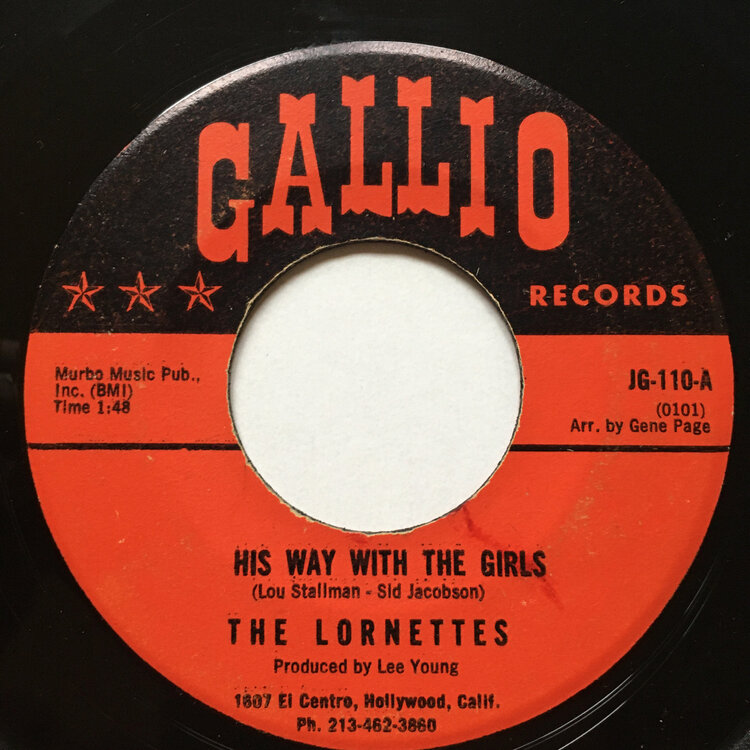 GALLIO
RECORDS
Murbo Music Pub.,
Inc. (BMI)
Time 1:48
JG-110-A
(0101)
Arr. by Gene Page
HIS WAY WITH THE GIRLS
(Lou Stallman - Sid Jacobson)
THE LORNETTES
Produced by Lee Young
1607 El Centro, Hollywood, Calif.
Ph. 213-462-3860